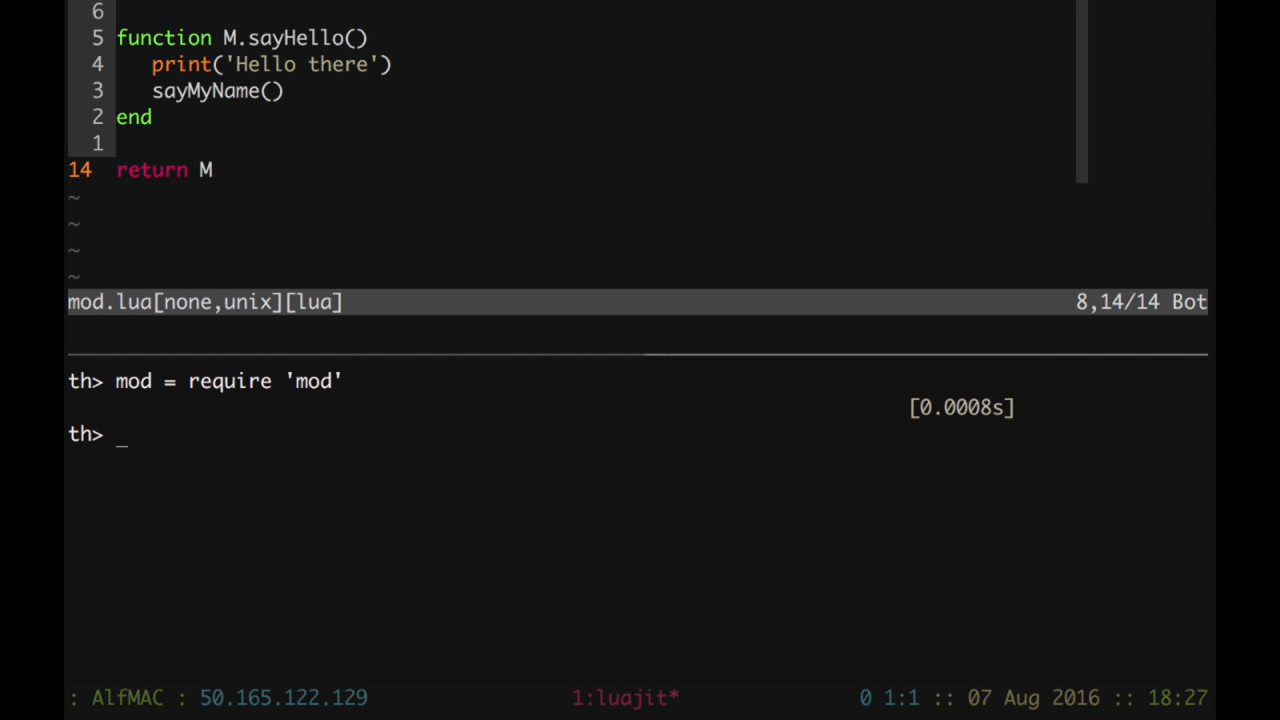 6
5 function M.sayHello()
4    print('Hello there')
3    sayMyName()
2 end
1
14 return M
~
~
~
~
mod.lua[none,unix][lua] 8,14/14 Bot
th> mod = require 'mod'
[0.0008s]
th> _
: AlfMAC : 50.165.122.129 1:luajit* 0 1:1 :: 07 Aug 2016 :: 18:27